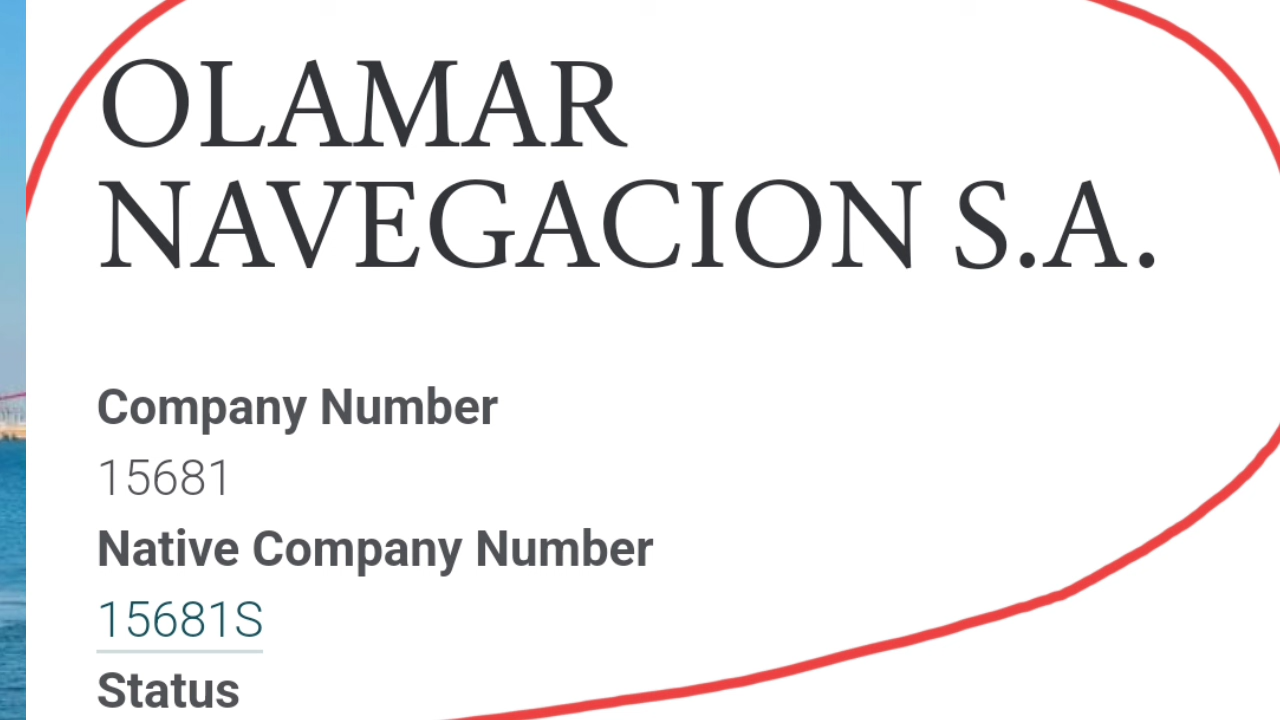 OLAMAR
NAVEGACION S.A.
Company Number
15681
Native Company Number
15681S
Status